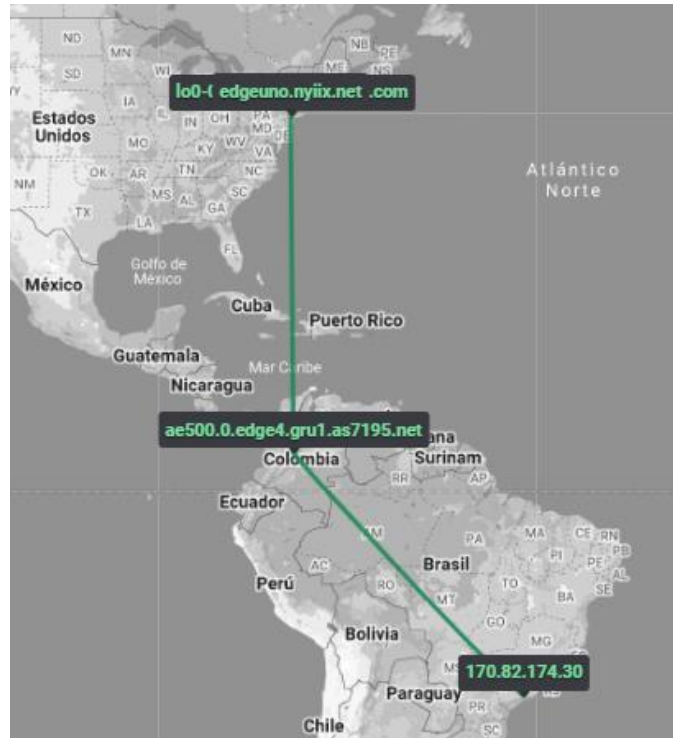 ND
MN
NB
PE
SD
WI
ME
NS
lo0-( edgeuno.nyiix.net .com
IA
IL
IN
OH
PA
MD
DE
Estados
Unidos
MO
KY
WV
VA
Atlántico
Norte
OK
AR
TN
NC
NM
MS
AL
SC
GA
TX
LA
FL
Golfo de
México
México
Cuba
Puerto Rico
Guatemala
Mar Caribe
Nicaragua
ae500.0.edge4.gru1.as7195.net
ana
Colombia
Surinam
RR
AP
Ecuador
AM
PA
MA
CE
RN
PB
PI
PE
AL
AC
Brasil
RO
TO
SE
Perú
MT
BA
GO
Bolivia
MG
MS
170.82.174.30
Paraguay
PR
SC
Chile